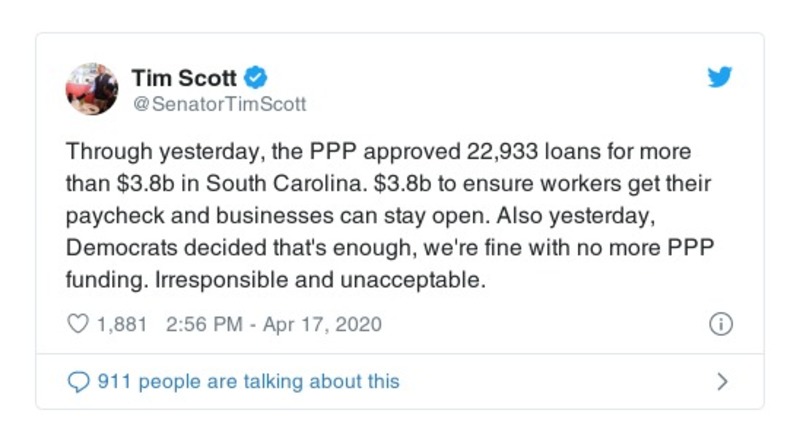 Tim Scott
@SenatorTimScott
Through yesterday, the PPP approved 22,933 loans for more
than $3.8b in South Carolina. $3.8b to ensure workers get their
paycheck and businesses can stay open. Also yesterday,
Democrats decided that's enough, we're fine with no more PPP
funding. Irresponsible and unacceptable.
1,881 2:56 PM - Apr 17, 2020
911 people are talking about this